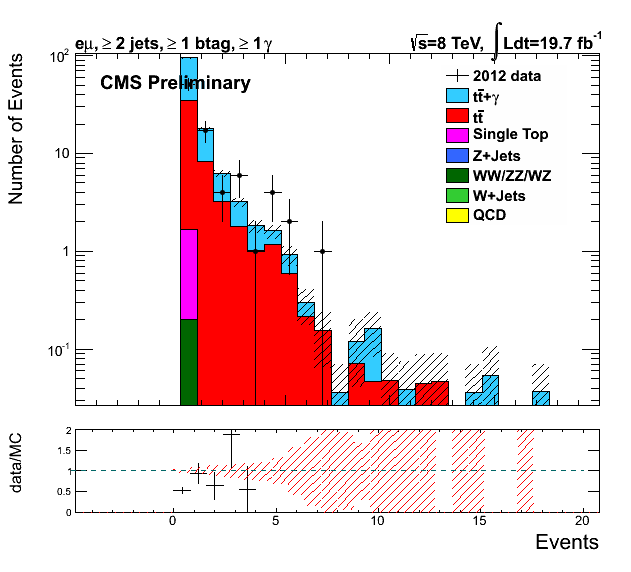 eμ, ≥ 2 jets, ≥ 1 btag, ≥ 1 γ
√s=8 TeV, ∫Ldt=19.7 fb⁻¹
CMS Preliminary
2012 data
tt̄+γ
tt̄
Single Top
Z+Jets
WW/ZZ/WZ
W+Jets
QCD
Number of Events
10²
10
1
10⁻¹
data/MC
2
1.5
1
0.5
0
0 5 10 15 20
Events